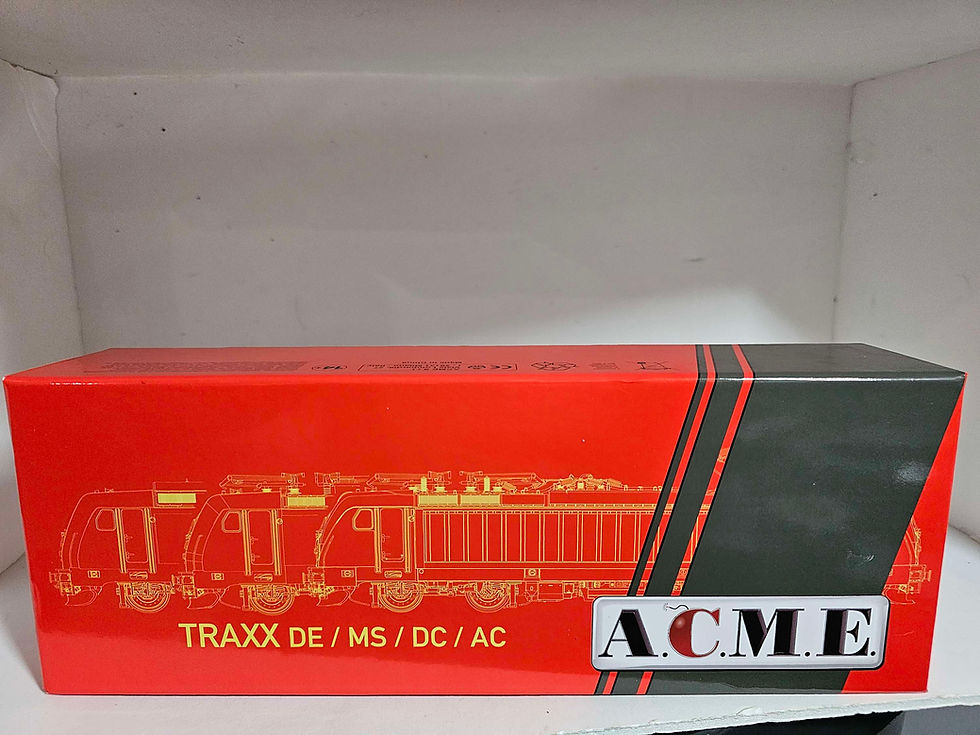 TRAXX DE / MS / DC / AC
A.C.M.E.